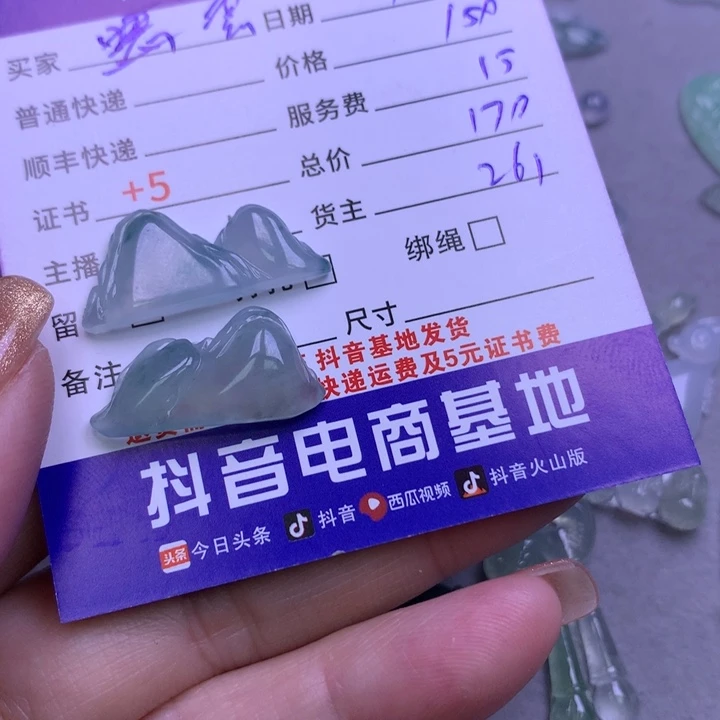 买家 日期
普通快递 价格 150
顺丰快递 服务费 15
证书 +5 总价 170
主播 货主 261
留 绑绳
备注 尺寸
抖音基地发货
快递运费及5元证书费
抖音电商基地
头条 今日头条 抖音 西瓜视频 抖音火山版